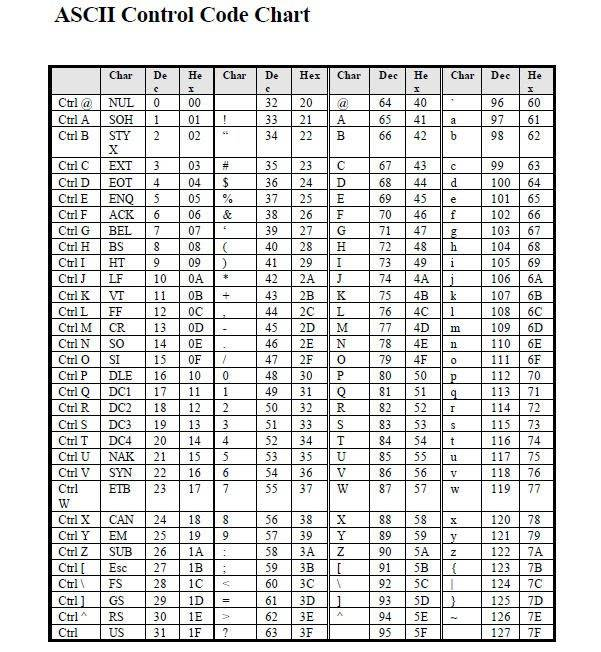 ASCII Control Code Chart
Char De He Char De Hex Char Dec He Char Dec He
c x c x x
Ctrl @ NUL 0 00 32 20 @ 64 40 ` 96 60
Ctrl A SOH 1 01 ! 33 21 A 65 41 a 97 61
Ctrl B STY 2 02 “ 34 22 B 66 42 b 98 62
X
Ctrl C EXT 3 03 # 35 23 C 67 43 c 99 63
Ctrl D EOT 4 04 $ 36 24 D 68 44 d 100 64
Ctrl E ENQ 5 05 % 37 25 E 69 45 e 101 65
Ctrl F ACK 6 06 & 38 26 F 70 46 f 102 66
Ctrl G BEL 7 07 ‘ 39 27 G 71 47 g 103 67
Ctrl H BS 8 08 ( 40 28 H 72 48 h 104 68
Ctrl I HT 9 09 ) 41 29 I 73 49 i 105 69
Ctrl J LF 10 0A * 42 2A J 74 4A j 106 6A
Ctrl K VT 11 0B + 43 2B K 75 4B k 107 6B
Ctrl L FF 12 0C , 44 2C L 76 4C l 108 6C
Ctrl M CR 13 0D - 45 2D M 77 4D m 109 6D
Ctrl N SO 14 0E . 46 2E N 78 4E n 110 6E
Ctrl O SI 15 0F / 47 2F O 79 4F o 111 6F
Ctrl P DLE 16 10 0 48 30 P 80 50 p 112 70
Ctrl Q DC1 17 11 1 49 31 Q 81 51 q 113 71
Ctrl R DC2 18 12 2 50 32 R 82 52 r 114 72
Ctrl S DC3 19 13 3 51 33 S 83 53 s 115 73
Ctrl T DC4 20 14 4 52 34 T 84 54 t 116 74
Ctrl U NAK 21 15 5 53 35 U 85 55 u 117 75
Ctrl V SYN 22 16 6 54 36 V 86 56 v 118 76
Ctrl ETB 23 17 7 55 37 W 87 57 w 119 77
W
Ctrl X CAN 24 18 8 56 38 X 88 58 x 120 78
Ctrl Y EM 25 19 9 57 39 Y 89 59 y 121 79
Ctrl Z SUB 26 1A : 58 3A Z 90 5A z 122 7A
Ctrl [ Esc 27 1B ; 59 3B [ 91 5B { 123 7B
Ctrl \ FS 28 1C < 60 3C \ 92 5C | 124 7C
Ctrl ] GS 29 1D = 61 3D ] 93 5D } 125 7D
Ctrl ^ RS 30 1E > 62 3E ^ 94 5E ~ 126 7E
Ctrl US 31 1F ? 63 3F 95 5F 127 7F